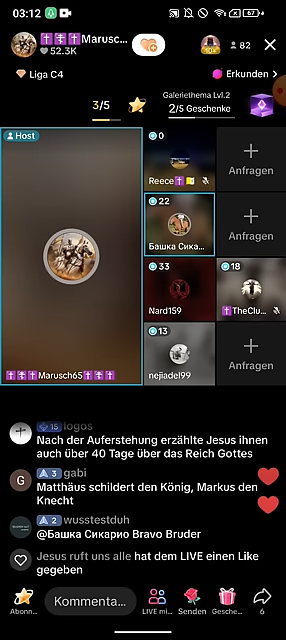 03:12
67
✝️✝️✝️Marusc...
52.3K
82
Liga C4
Erkunden
3/5
Galeriethema Lvl.2
2/5 Geschenke
Host
✝️✝️✝️Marusch65✝️✝️✝️
0
Reece✝️
Anfragen
22
Башка Сика...
Anfragen
33
Nard159
18
✝️TheClu...
13
nejiadel99
Anfragen
15 logos
Nach der Auferstehung erzählte Jesus ihnen
auch über 40 Tage über das Reich Gottes
G
3 gabi
Matthäus schildert den König, Markus den
Knecht
2 wusstestduh
@Башка Сикарио Bravo Bruder
Jesus ruft uns alle hat dem LIVE einen Like
gegeben
Abonn...
Kommenta...
LIVE mi...
Senden
Gesche...
6